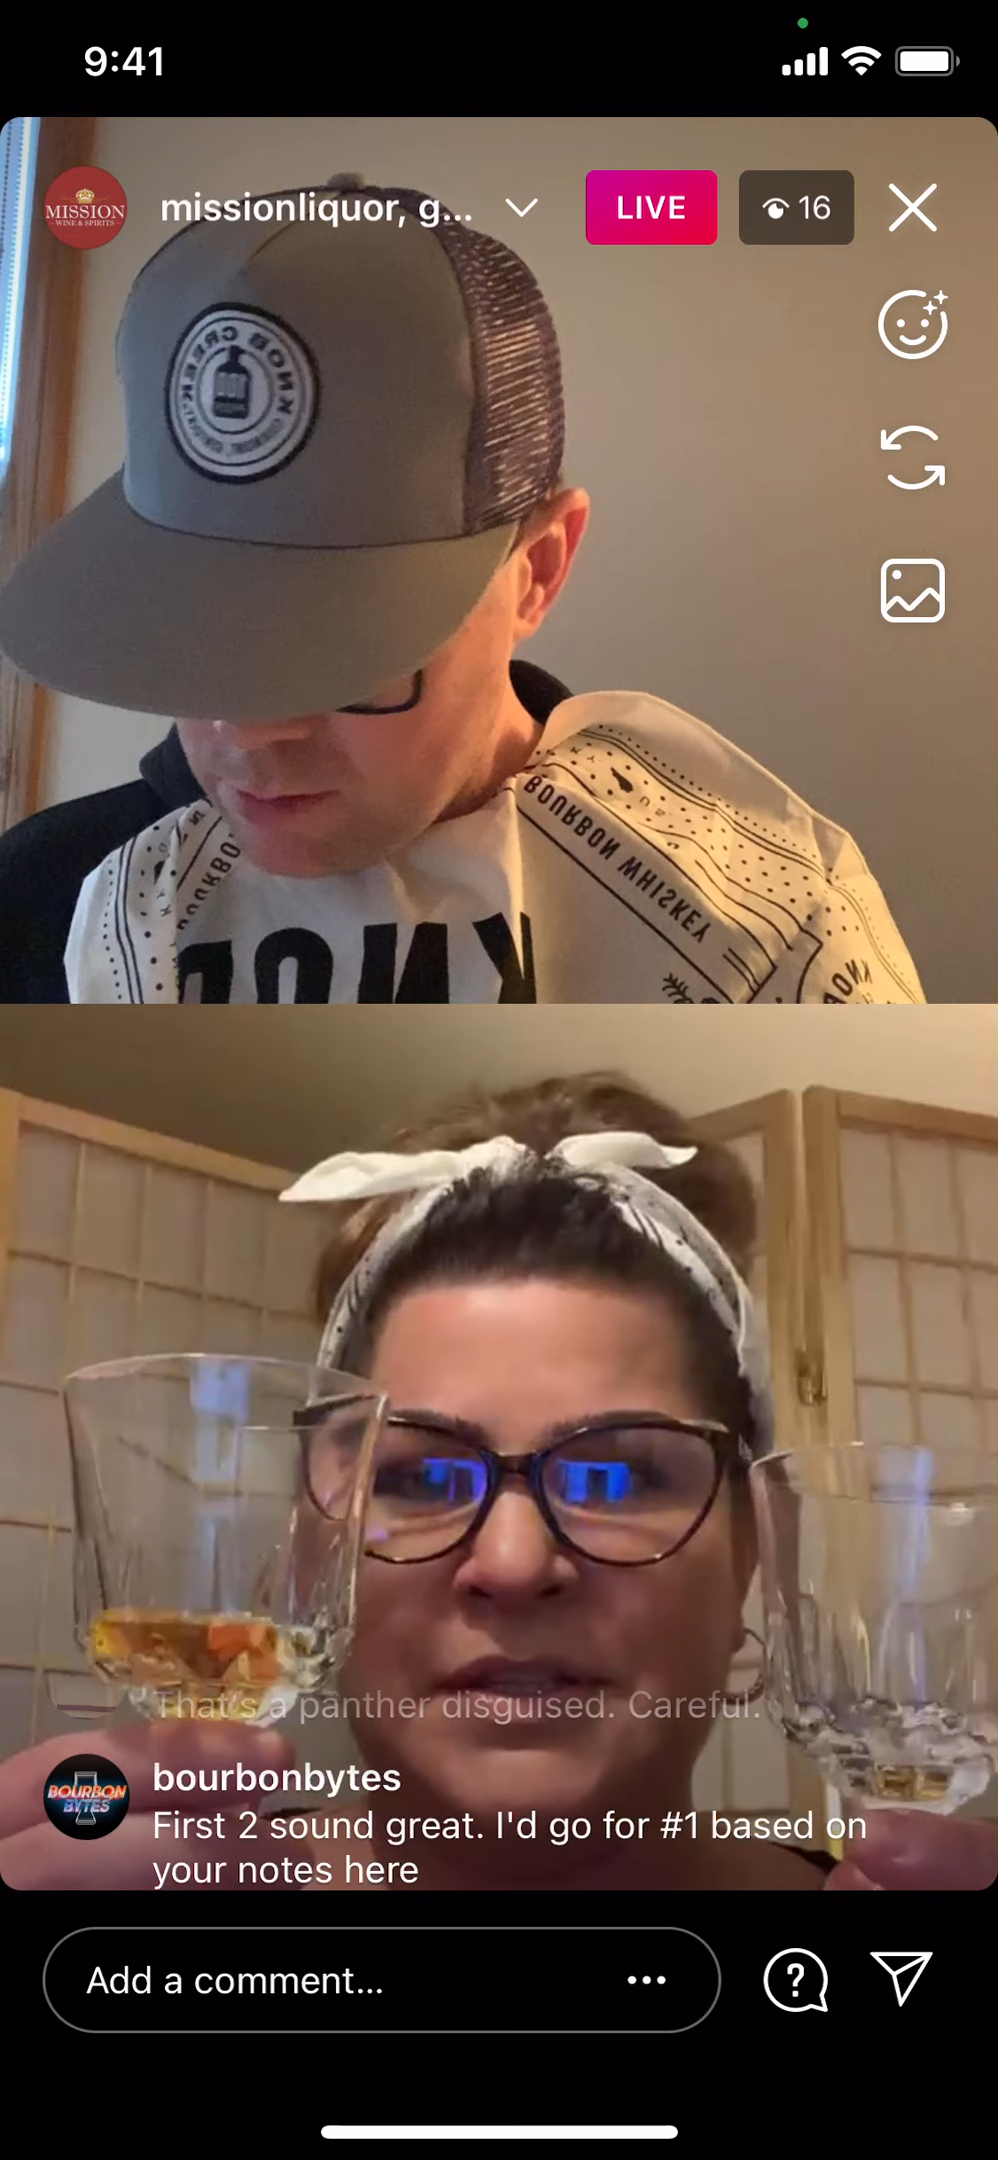 9:41
MISSION
WINE & SPIRITS
missionliquor, g...
LIVE
16
KNOB CREEK
BOURBON WHISKEY
KNOB
That's a panther disguised. Careful.
BOURBON
BYTES
bourbonbytes
First 2 sound great. I'd go for #1 based on
your notes here
Add a comment...